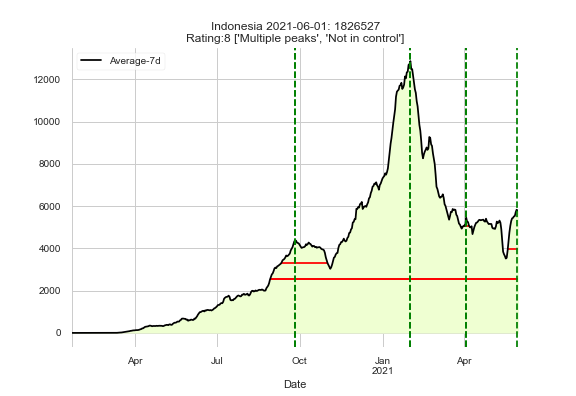 Indonesia 2021-06-01: 1826527
Rating:8 ['Multiple peaks', 'Not in control']
Average-7d
12000
10000
8000
6000
4000
2000
0
Apr Jul Oct Jan Apr
2021
Date